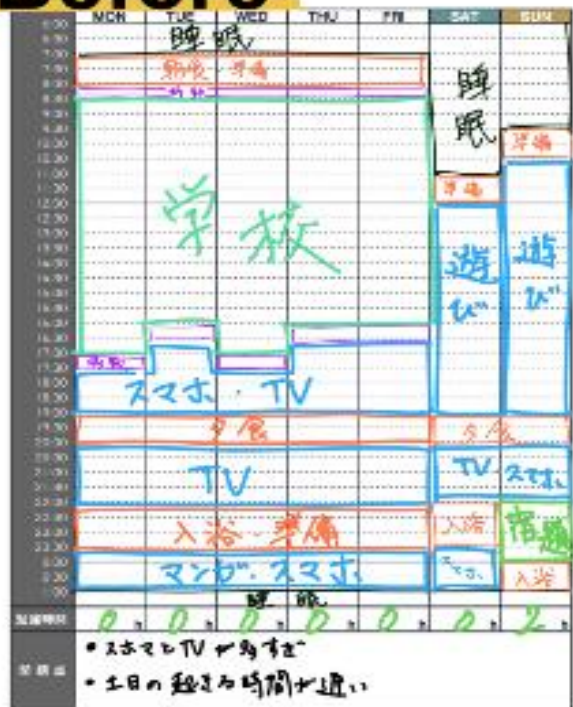 Before
MON TUE WED THU FRI SAT SUN
睡眠
朝食・準備
睡眠
準備
準備
学校
遊び
遊び
スマホ・TV
夕食
夕食
TV
TV スマホ
入浴・準備
入浴
宿題
マンガ・スマホ
スマホ
入浴
睡眠
0 0 0 0 0 0 2
・スホマとTVが多すぎ
・土日の起きる時間が遅い